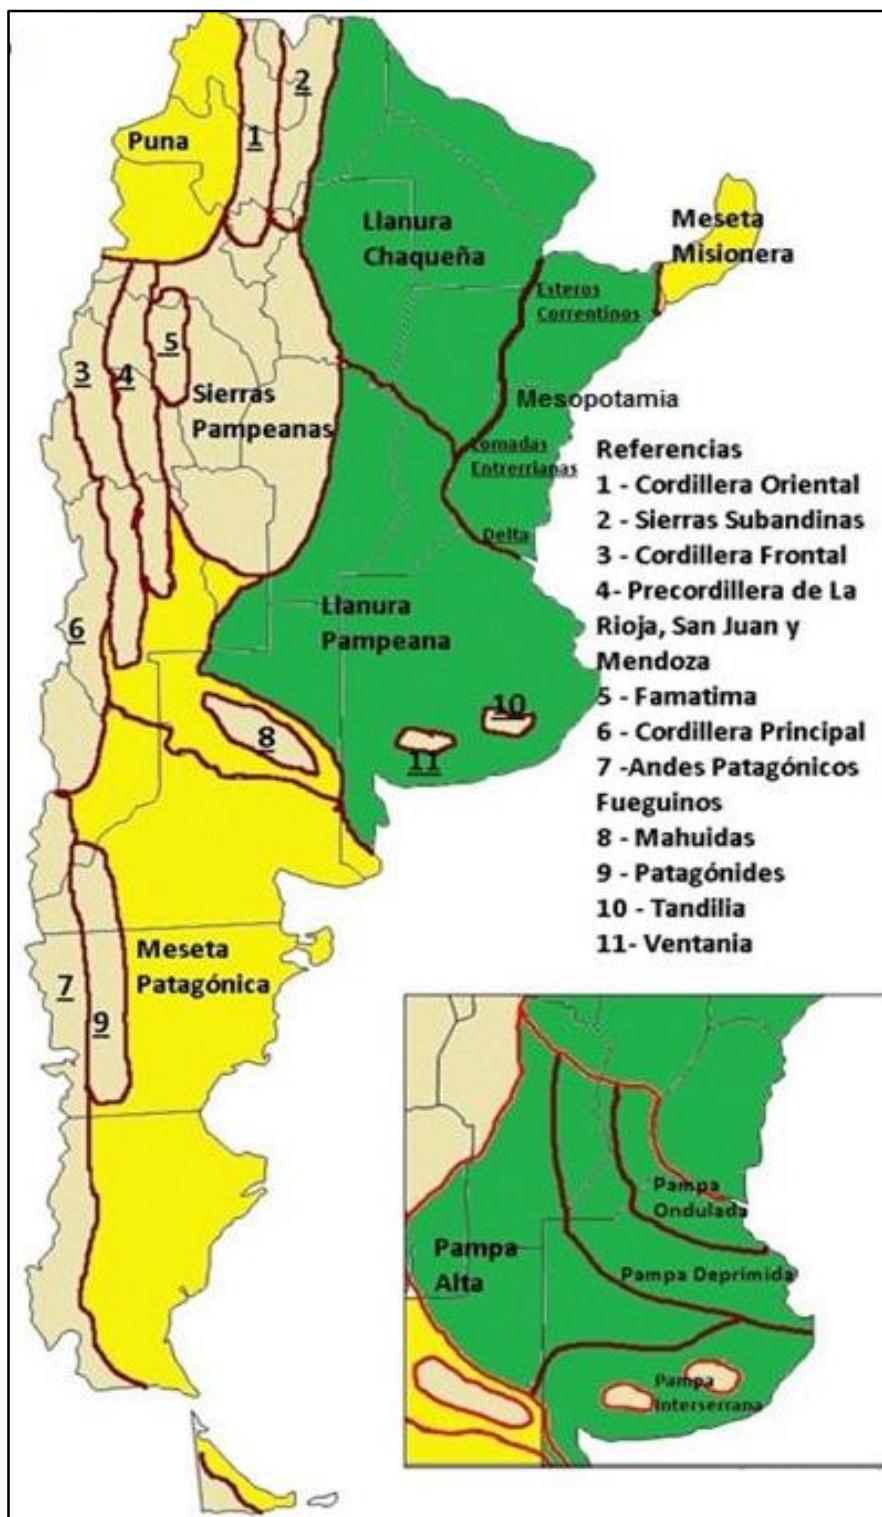 Puna
1
2
Llanura
Chaqueña
Meseta
Misionera
Esteros
Correntinos
3
4
5
Sierras
Pampeanas
Mesopotamia
Lomadas
Entrerrianas
Delta
6
Llanura
Pampeana
8
10
11
Referencias
1 - Cordillera Oriental
2 - Sierras Subandinas
3 - Cordillera Frontal
4- Precordillera de La
Rioja, San Juan y
Mendoza
5 - Famatima
6 - Cordillera Principal
7 -Andes Patagónicos
Fueguinos
8 - Mahuidas
9 - Patagónides
10 - Tandilia
11- Ventania
Meseta
Patagónica
7
9
Pampa
Ondulada
Pampa
Alta
Pampa Deprimida
Pampa
Interserrana